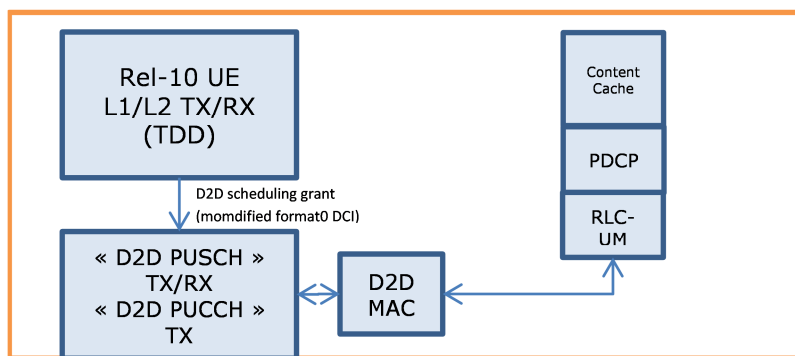 Rel-10 UE
L1/L2 TX/RX
(TDD)
D2D scheduling grant
(momdified format0 DCI)
« D2D PUSCH »
TX/RX
« D2D PUCCH »
TX
D2D
MAC
Content
Cache
PDCP
RLC-
UM